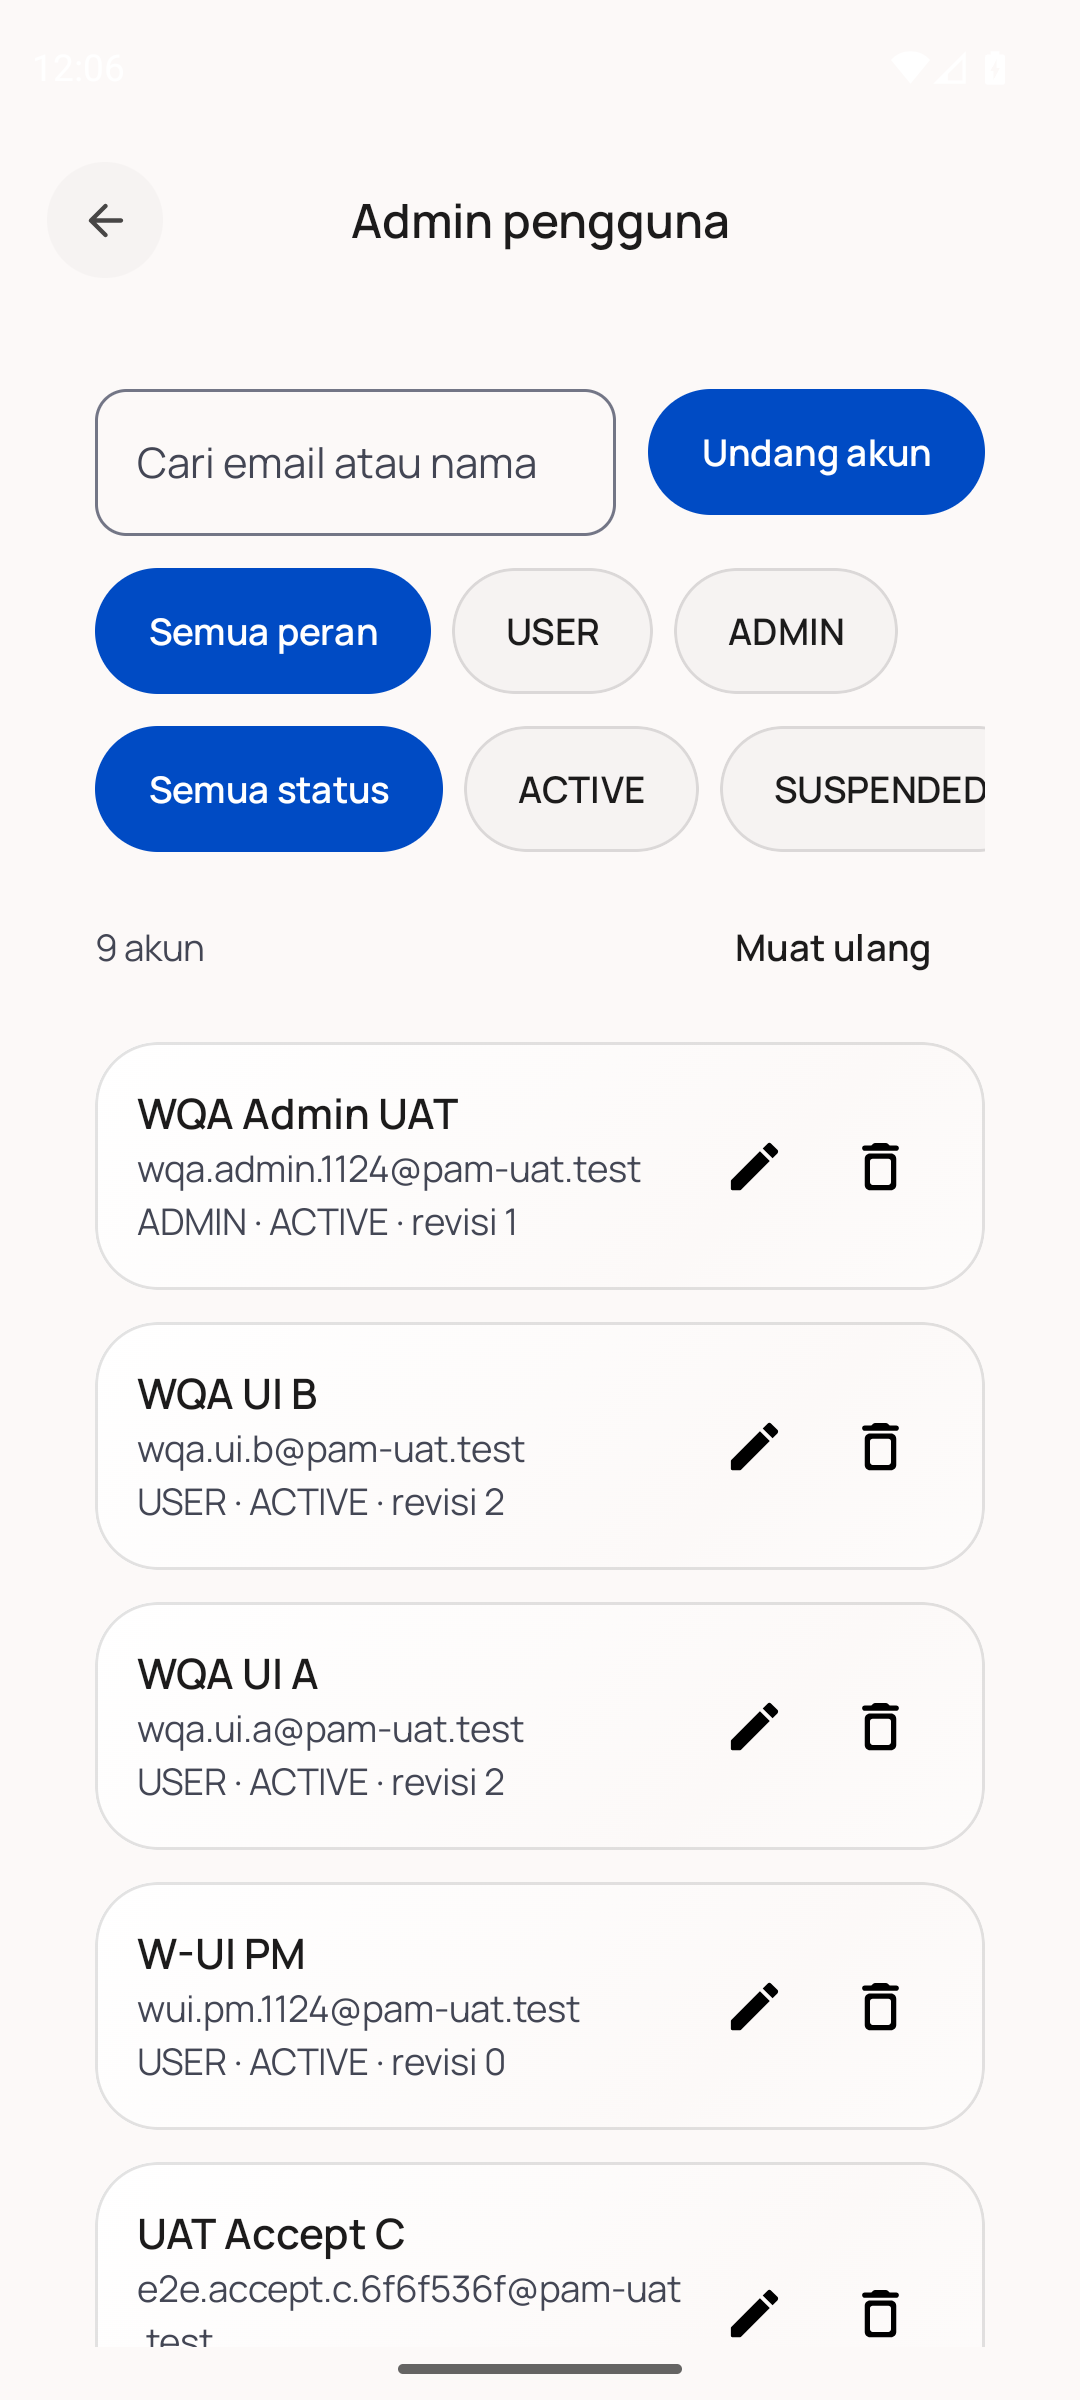 12:06
Admin pengguna
Cari email atau nama
Undang akun
Semua peran
USER
ADMIN
Semua status
ACTIVE
SUSPENDED
9 akun
Muat ulang
WQA Admin UAT
wqa.admin.1124@pam-uat.test
ADMIN · ACTIVE · revisi 1
WQA UI B
wqa.ui.b@pam-uat.test
USER · ACTIVE · revisi 2
WQA UI A
wqa.ui.a@pam-uat.test
USER · ACTIVE · revisi 2
W-UI PM
wui.pm.1124@pam-uat.test
USER · ACTIVE · revisi 0
UAT Accept C
e2e.accept.c.6f6f536f@pam-uat
.test